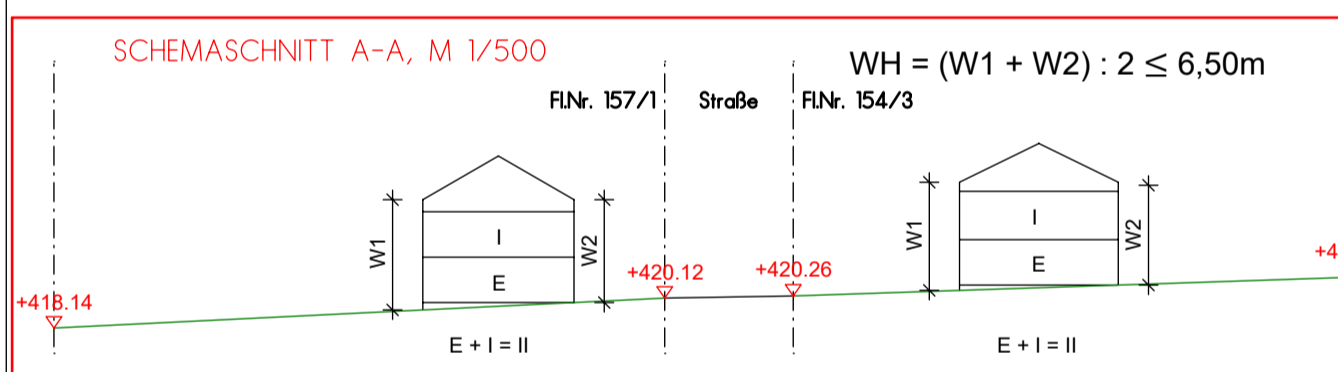 SCHEMASCHNITT A-A, M 1/500
WH = (W1 + W2) : 2 ≤ 6,50m
Fl.Nr. 157/1 Straße Fl.Nr. 154/3
W1 I W2
E
W1 I W2
E
+418.14 +420.12 +420.26 +4
E + I = II
E + I = II